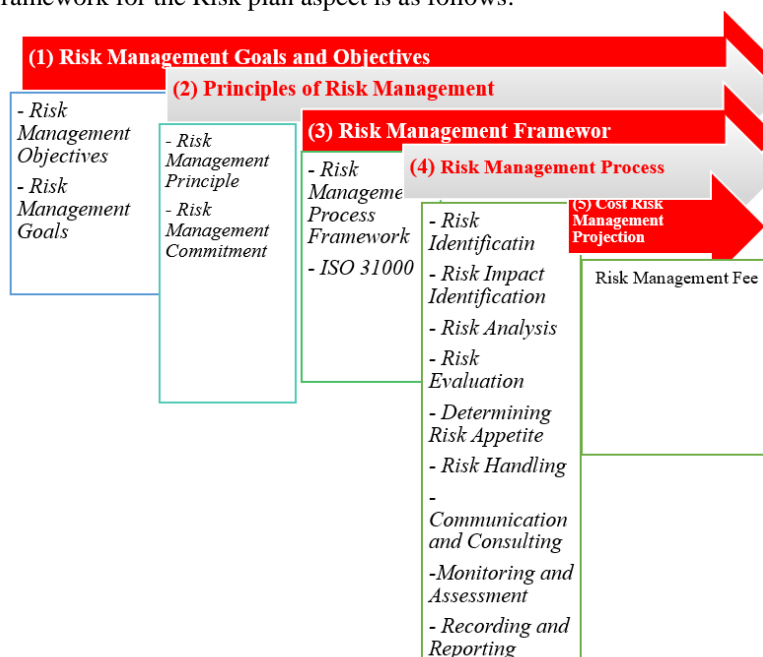 framework for the Risk plan aspect is as follows:
(1) Risk Management Goals and Objectives
(2) Principles of Risk Management
(3) Risk Management Framewor
(4) Risk Management Process
(5) Cost Risk
Management
Projection
- Risk
Management
Objectives
- Risk
Management
Goals
- Risk
Management
Principle
- Risk
Management
Commitment
- Risk
Manageme
Process
Framework
- ISO 31000
- Risk
Identificatin
- Risk Impact
Identification
- Risk Analysis
- Risk
Evaluation
- Determining
Risk Appetite
- Risk Handling
-
Communication
and Consulting
-Monitoring and
Assessment
- Recording and
Reporting
Risk Management Fee